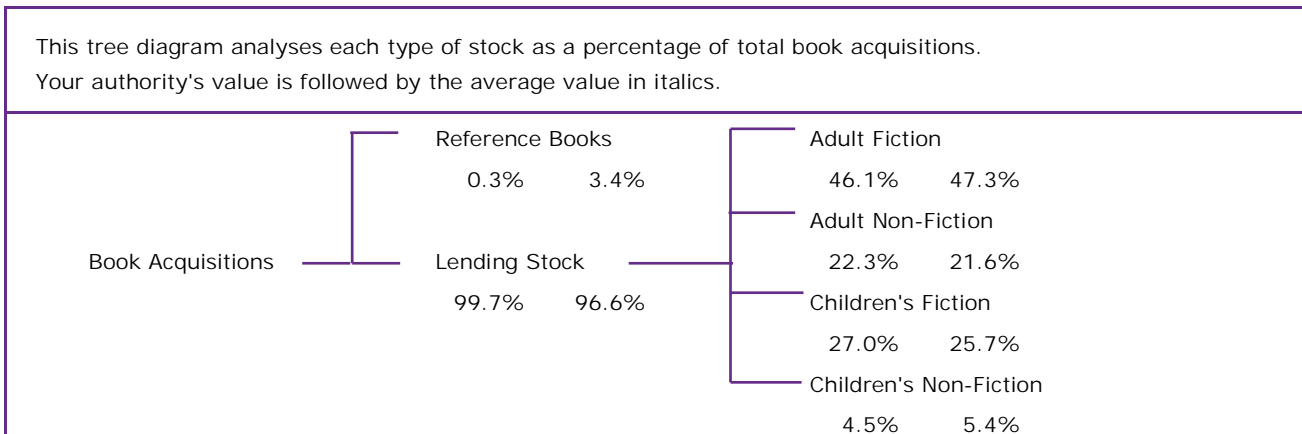 This tree diagram analyses each type of stock as a percentage of total book acquisitions.
Your authority's value is followed by the average value in italics.
Reference Books
0.3% 3.4%
Book Acquisitions
Lending Stock
99.7% 96.6%
Adult Fiction
46.1% 47.3%
Adult Non-Fiction
22.3% 21.6%
Children's Fiction
27.0% 25.7%
Children's Non-Fiction
4.5% 5.4%